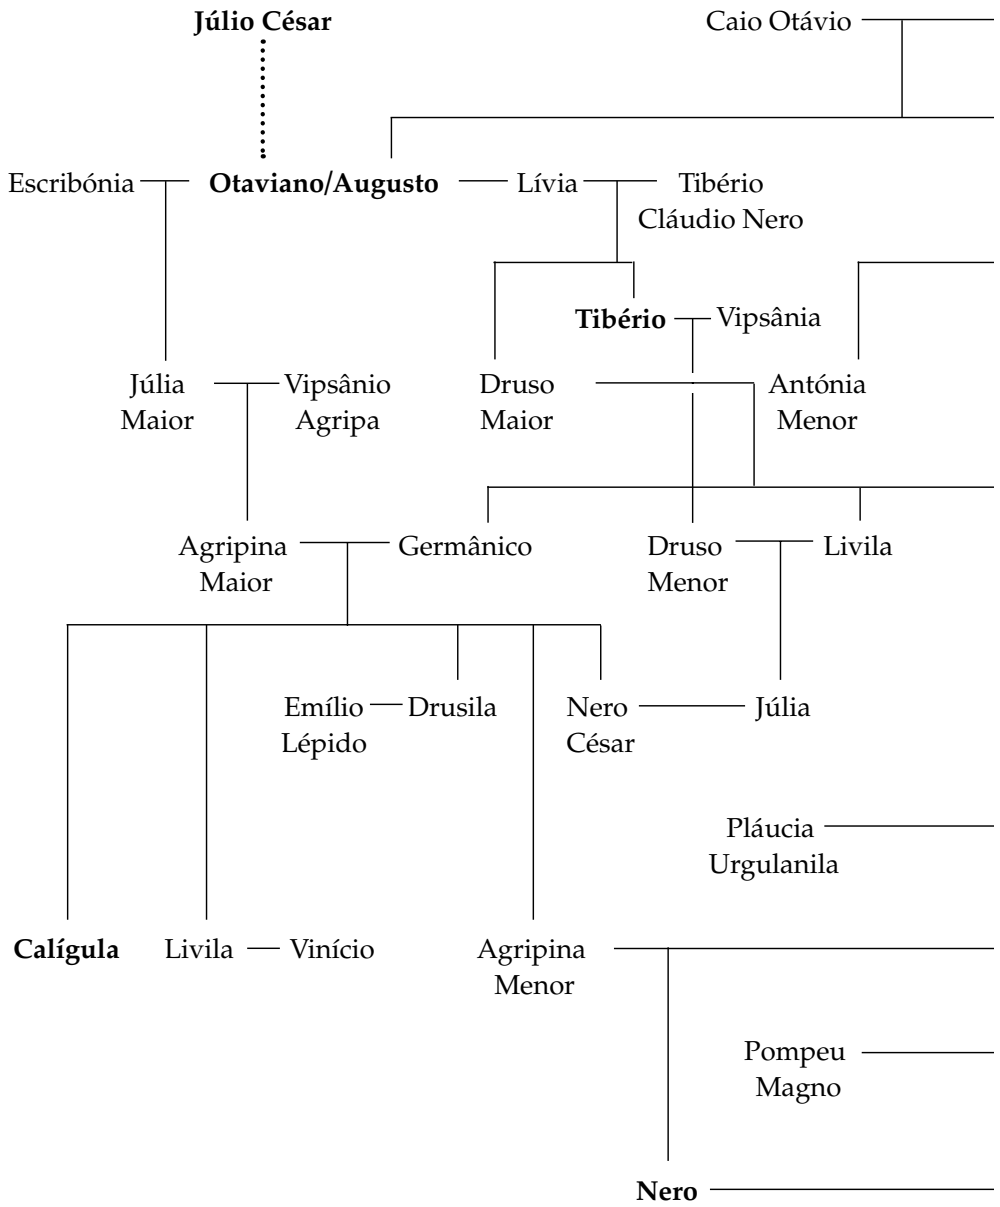 Júlio César
Caio Otávio
Escribónia
Otaviano/Augusto
Lívia
Tibério
Cláudio Nero
Tibério
Vipsânia
Júlia
Maior
Vipsânio
Agripa
Druso
Maior
Antónia
Menor
Agripina
Maior
Germânico
Druso
Menor
Livila
Emílio
Lépido
Drusila
Nero
César
Júlia
Pláucia
Urgulanila
Calígula
Livila
Vinício
Agripina
Menor
Pompeu
Magno
Nero